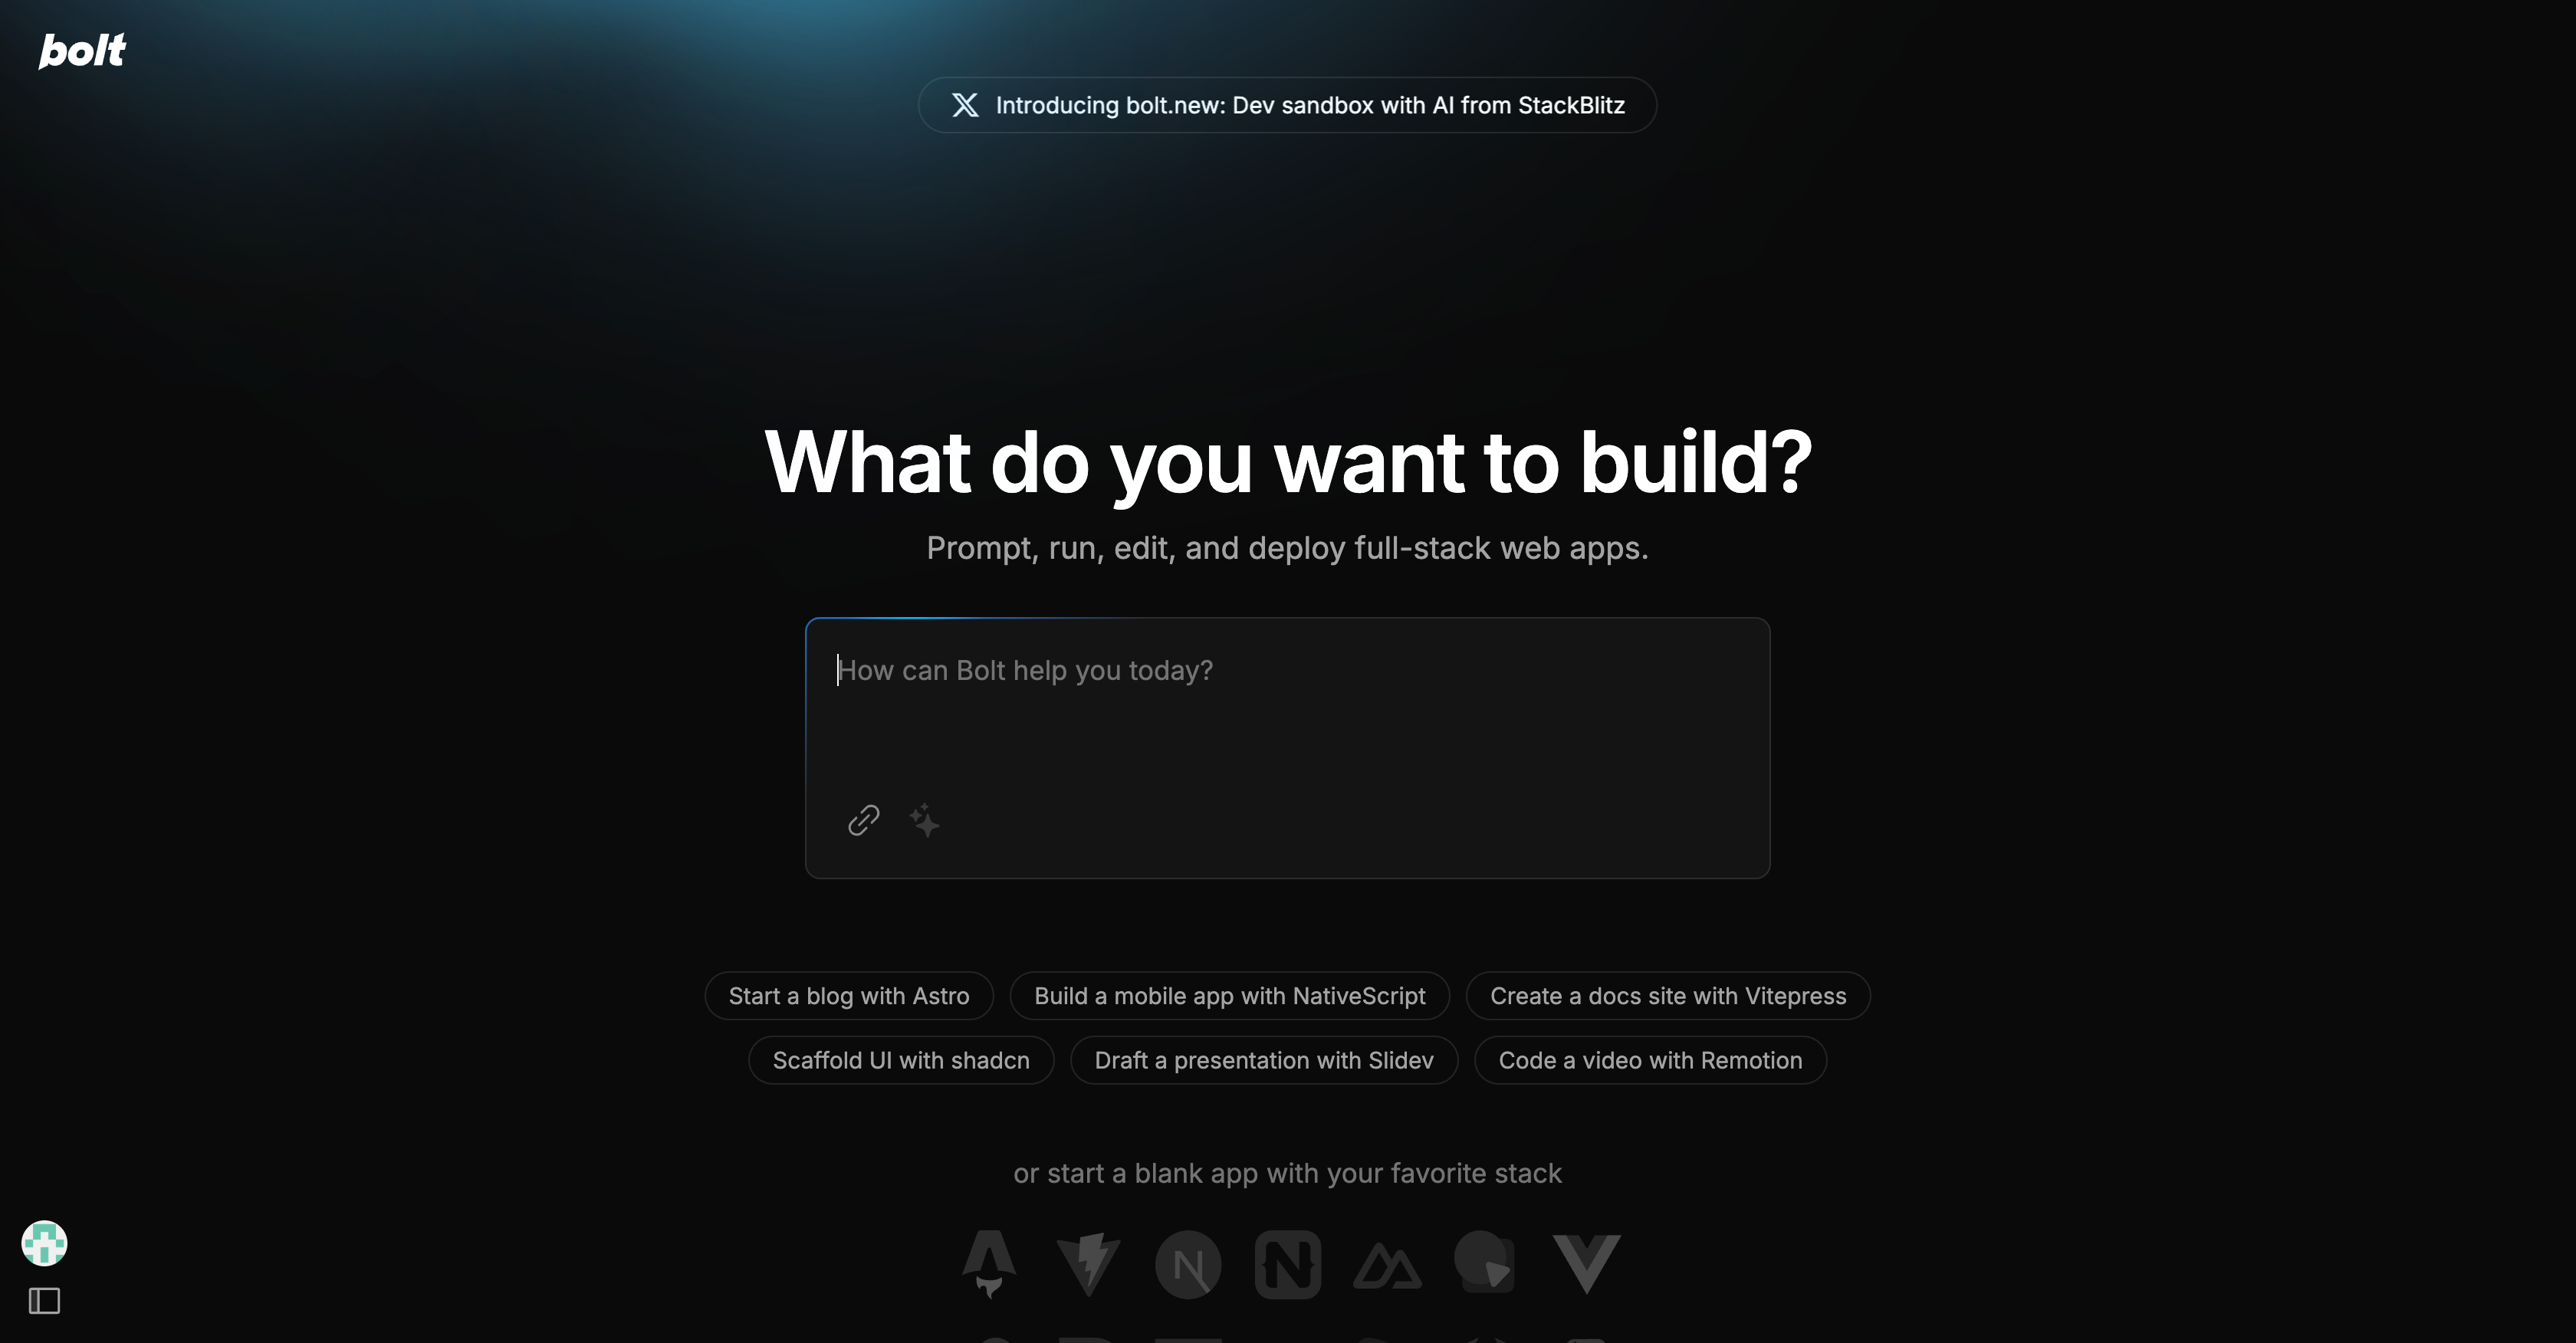 bolt
Introducing bolt.new: Dev sandbox with AI from StackBlitz
What do you want to build?
Prompt, run, edit, and deploy full-stack web apps.
How can Bolt help you today?
Start a blog with Astro
Build a mobile app with NativeScript
Create a docs site with Vitepress
Scaffold UI with shadcn
Draft a presentation with Slidev
Code a video with Remotion
or start a blank app with your favorite stack